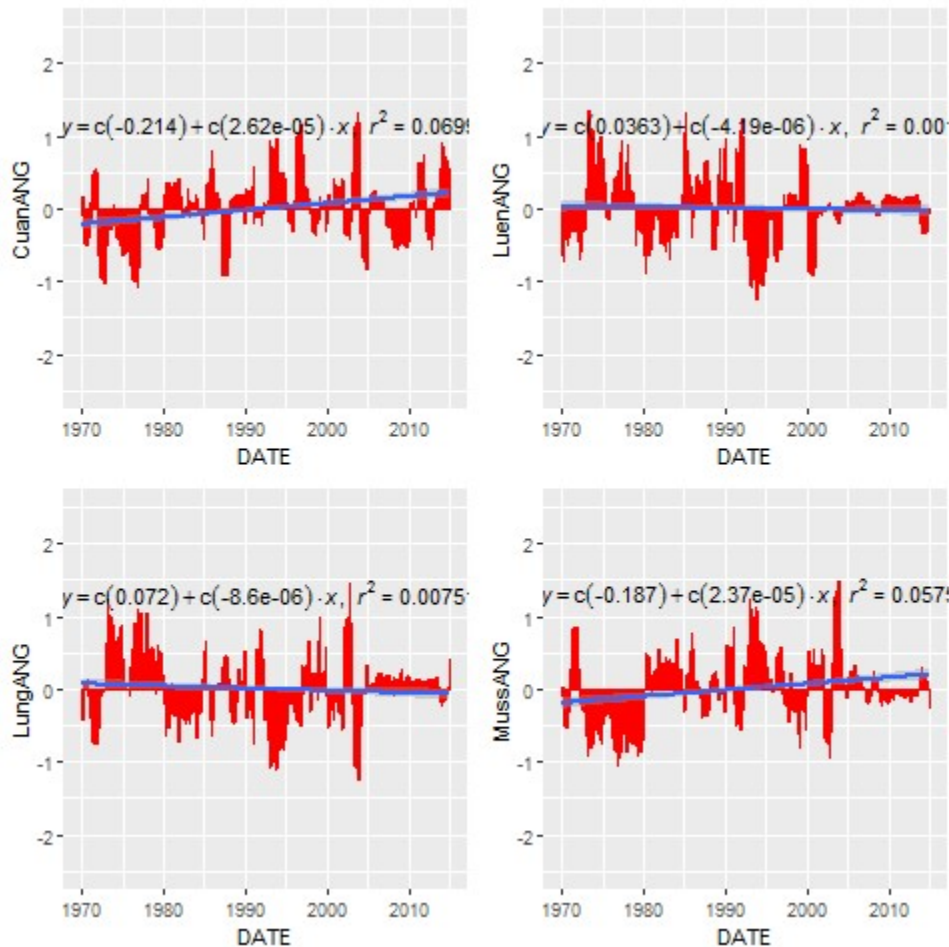 CuanANG
2
1
0
-1
-2
y = c(-0.214) + c(2.62e-05) · x, r² = 0.0699
1970 1980 1990 2000 2010
DATE
LuenANG
2
1
0
-1
-2
y = c(0.0363) + c(-4.19e-06) · x, r² = 0.00
1970 1980 1990 2000 2010
DATE
LungANG
2
1
0
-1
-2
y = c(0.072) + c(-8.6e-06) · x, r² = 0.0075
1970 1980 1990 2000 2010
DATE
MussANG
2
1
0
-1
-2
y = c(-0.187) + c(2.37e-05) · x, r² = 0.0575
1970 1980 1990 2000 2010
DATE